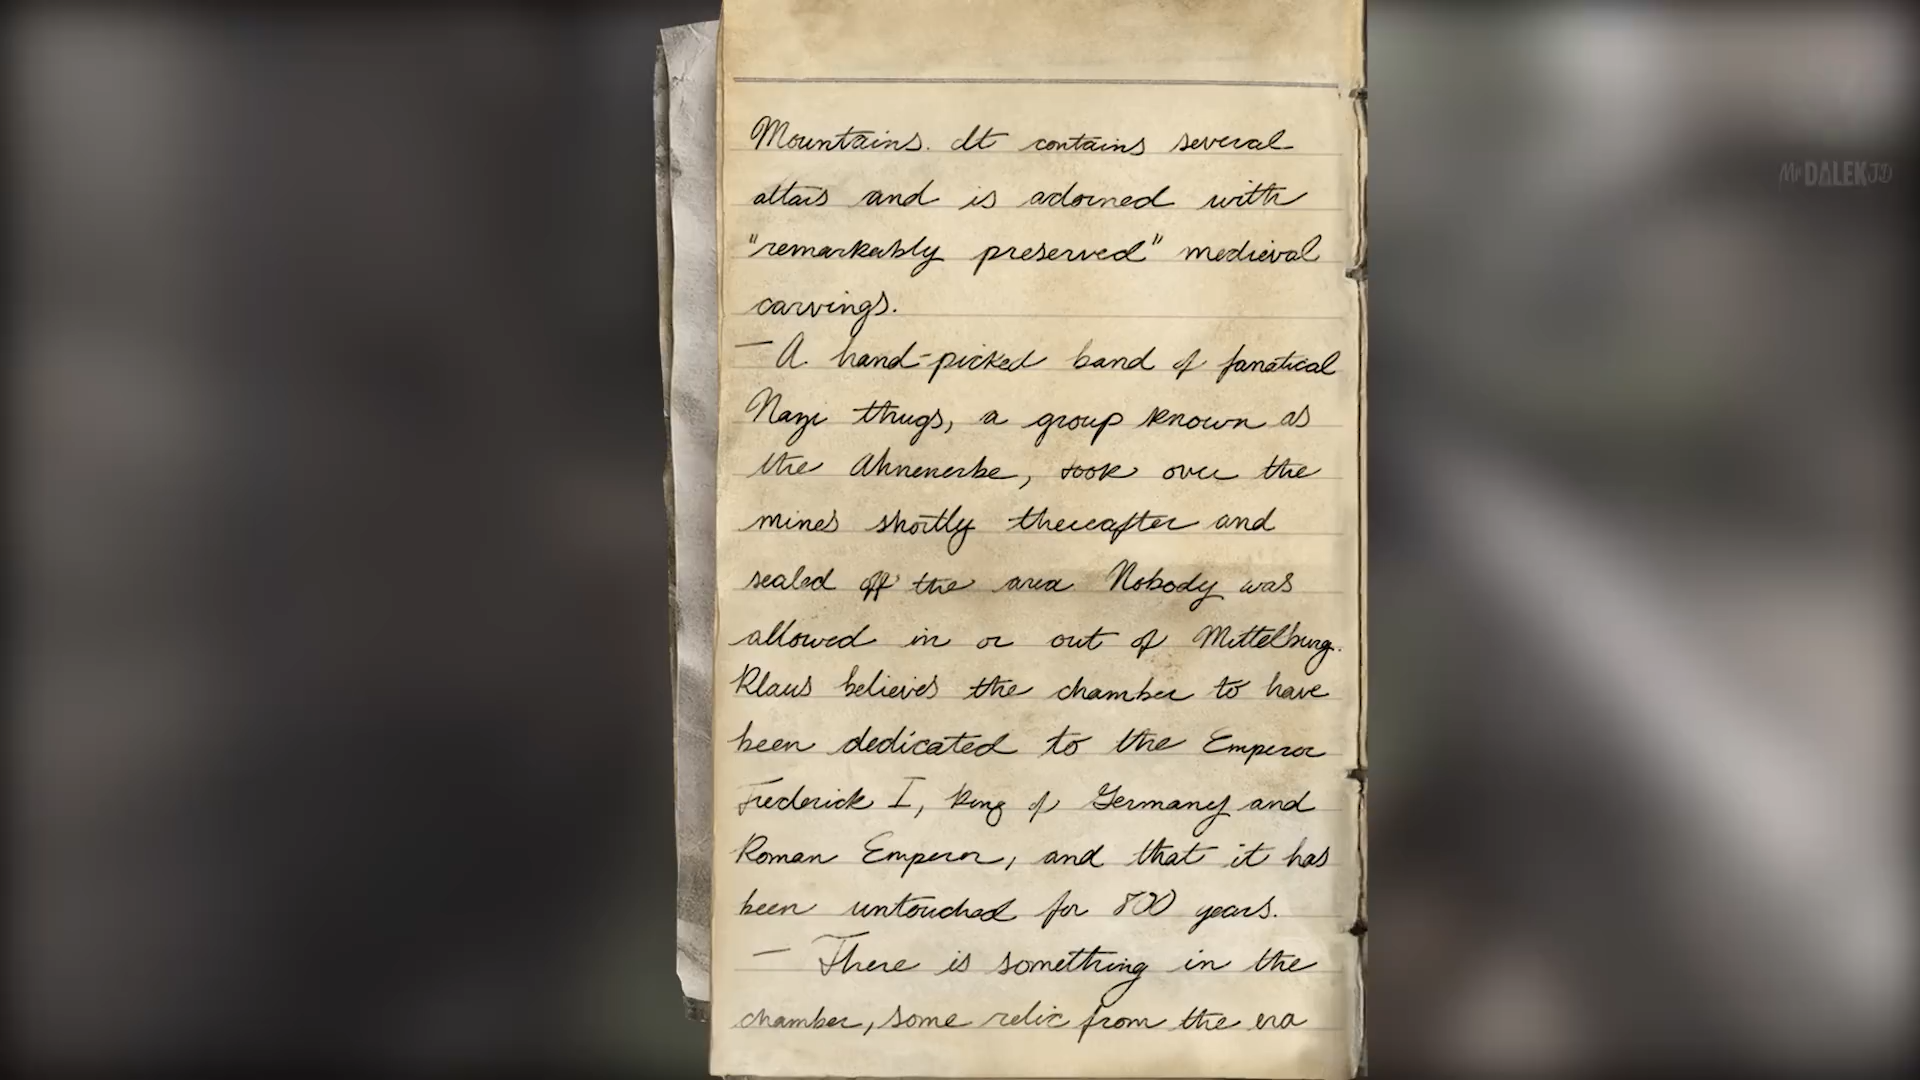 Mountains. It contains several
altars and is adorned with
"remarkably preserved" medieval
carvings.
— A hand-picked band of fanatical
Nazi thugs, a group known as
the Ahnenerbe, took over the
mines shortly thereafter and
sealed off the area Nobody was
allowed in or out of Mittelburg.
Klaus believes the chamber to have
been dedicated to the Emperor
Frederick I, King of Germany and
Roman Emperor, and that it has
been untouched for 800 years.
— There is something in the
chamber, some relic from the era
MrDALEKJD